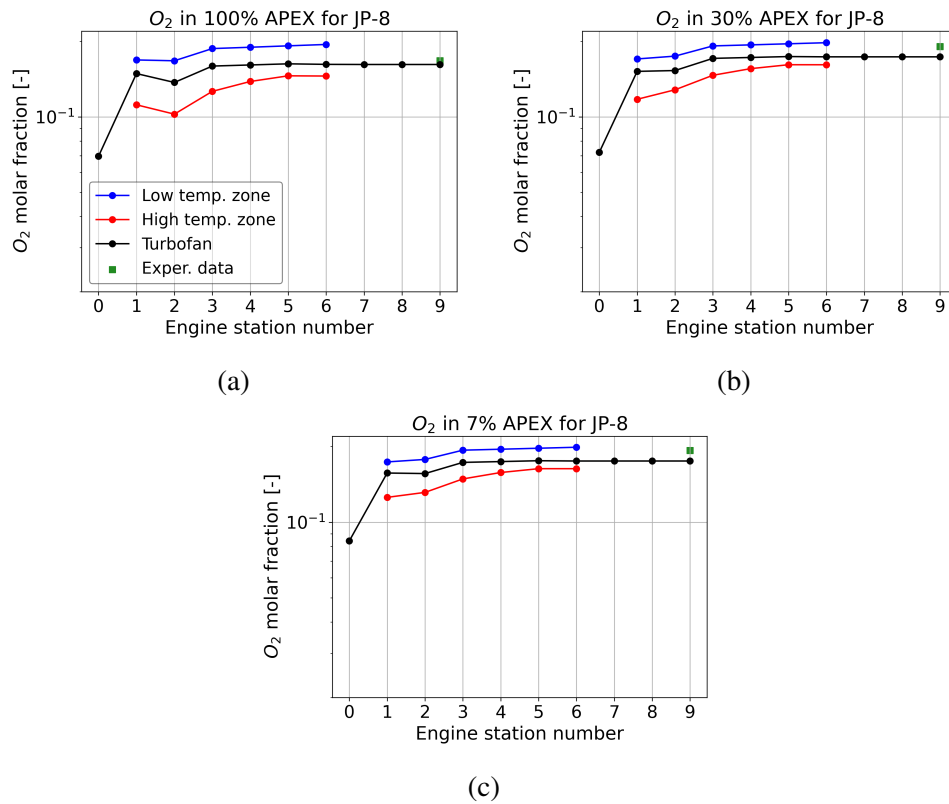 O₂ in 100% APEX for JP-8
O₂ molar fraction [-]
10⁻¹
Low temp. zone
High temp. zone
Turbofan
Exper. data
0 1 2 3 4 5 6 7 8 9
Engine station number
(a)
O₂ in 30% APEX for JP-8
O₂ molar fraction [-]
10⁻¹
0 1 2 3 4 5 6 7 8 9
Engine station number
(b)
O₂ in 7% APEX for JP-8
O₂ molar fraction [-]
10⁻¹
0 1 2 3 4 5 6 7 8 9
Engine station number
(c)